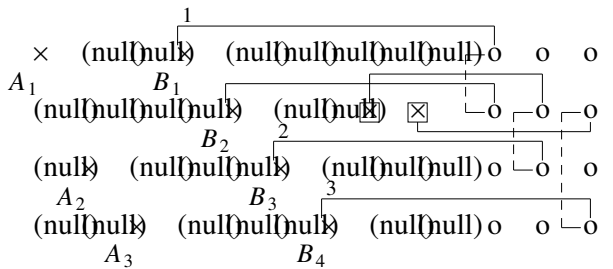 1
× (null)(null)× (null)(null)(null)(null)(null) o o o
A1 B1
(null)(null)(null)(null)× (null)(null)× × o o o
B2 2
(null)× (null)(null)(null)× (null)(null)(null) o o o
A2 B3 3
(null)(null)× (null)(null)(null)× (null)(null) o o o
A3 B4